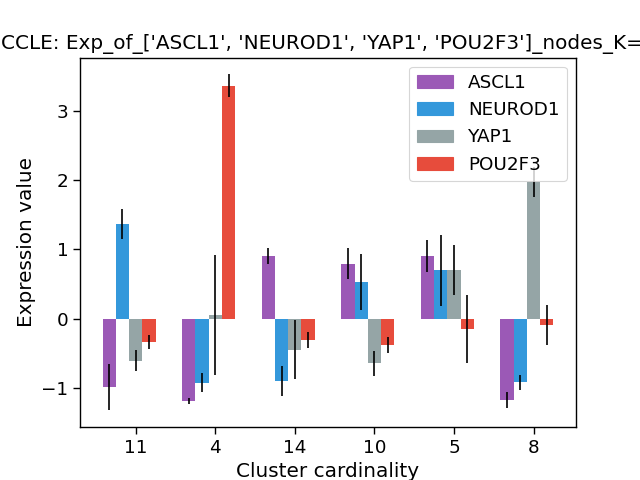 CCLE: Exp_of_['ASCL1', 'NEUROD1', 'YAP1', 'POU2F3']_nodes_K=
ASCL1
NEUROD1
YAP1
POU2F3
Expression value
3
2
1
0
−1
11 4 14 10 5 8
Cluster cardinality